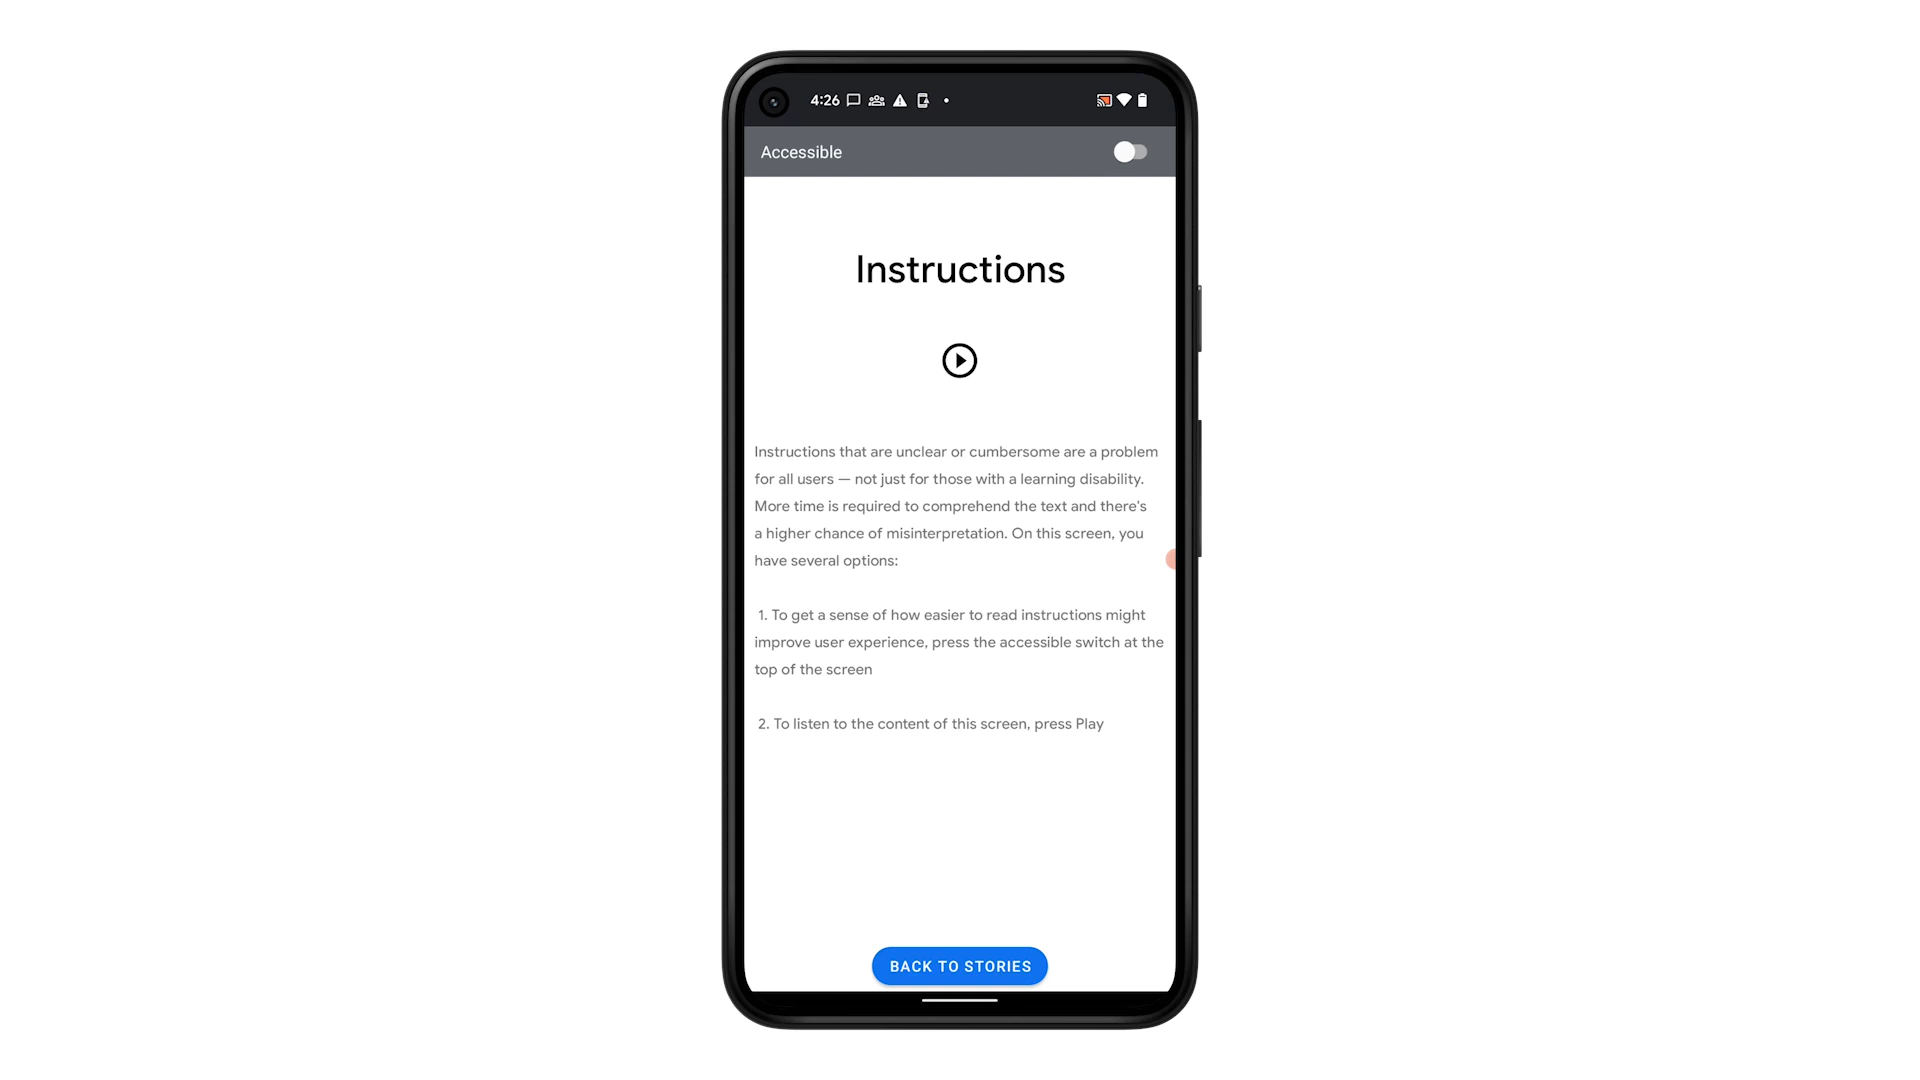 4:26
Accessible
Instructions
Instructions that are unclear or cumbersome are a problem
for all users — not just for those with a learning disability.
More time is required to comprehend the text and there's
a higher chance of misinterpretation. On this screen, you
have several options:
1. To get a sense of how easier to read instructions might
improve user experience, press the accessible switch at the
top of the screen
2. To listen to the content of this screen, press Play
BACK TO STORIES